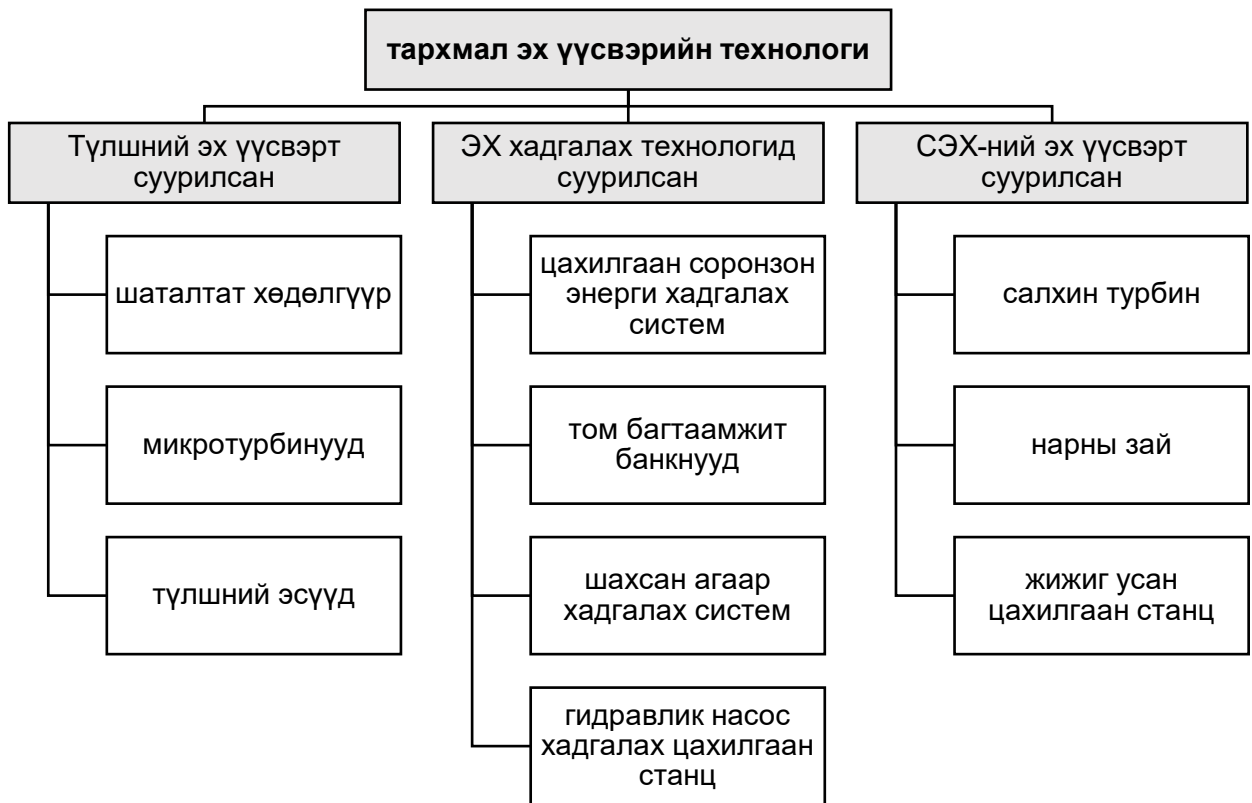 тархмал эх үүсвэрийн технологи
Түлшний эх үүсвэрт
суурилсан
шаталтат хөдөлгүүр
микротурбинууд
түлшний эсүүд
ЭХ хадгалах технологид
суурилсан
цахилгаан соронзон
энерги хадгалах
систем
том багтаамжит
банкнууд
шахсан агаар
хадгалах систем
гидравлик насос
хадгалах цахилгаан
станц
СЭХ-ний эх үүсвэрт
суурилсан
салхин турбин
нарны зай
жижиг усан
цахилгаан станц